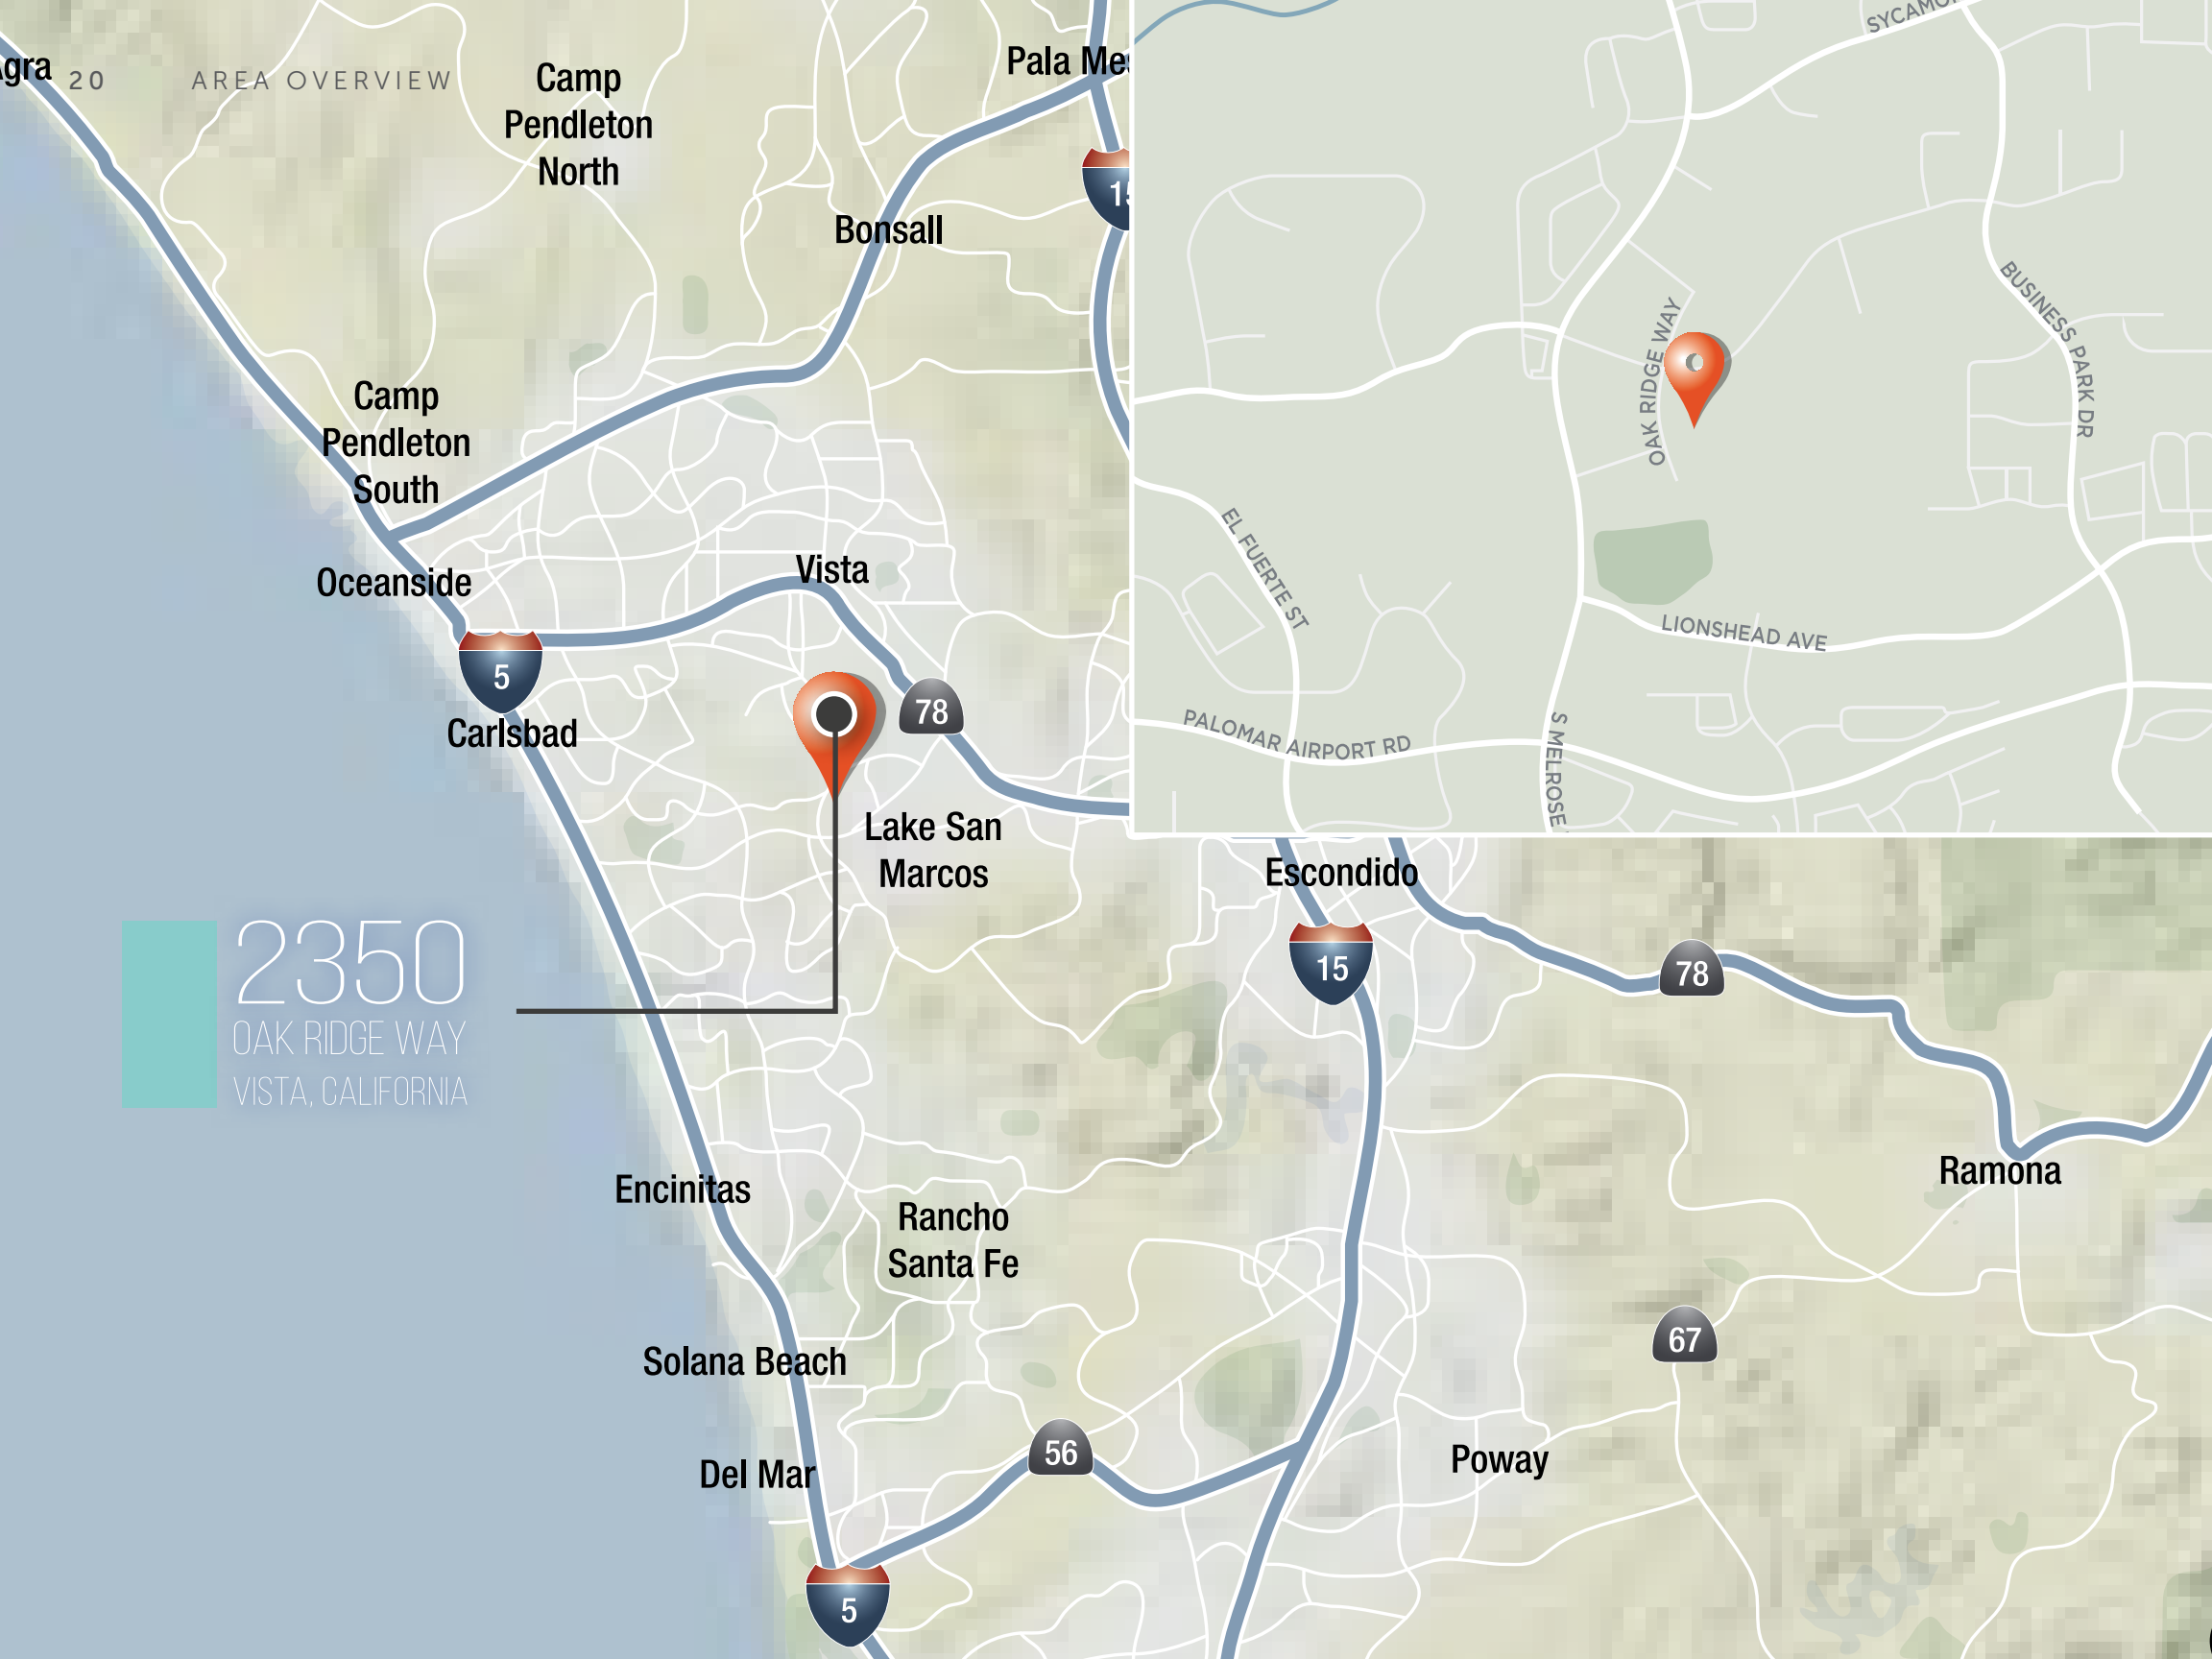 20 AREA OVERVIEW
Camp
Pendleton
North
Bonsall
15
Camp
Pendleton
South
Oceanside
Vista
5
78
Carlsbad
Lake San
Marcos
2350
OAK RIDGE WAY
VISTA, CALIFORNIA
Escondido
15
78
Ramona
Encinitas
Rancho
Santa Fe
67
Solana Beach
56
Poway
Del Mar
5
OAK RIDGE WAY
BUSINESS PARK DR
EL FUERTE ST
LIONSHEAD AVE
PALOMAR AIRPORT RD
S MELROSE